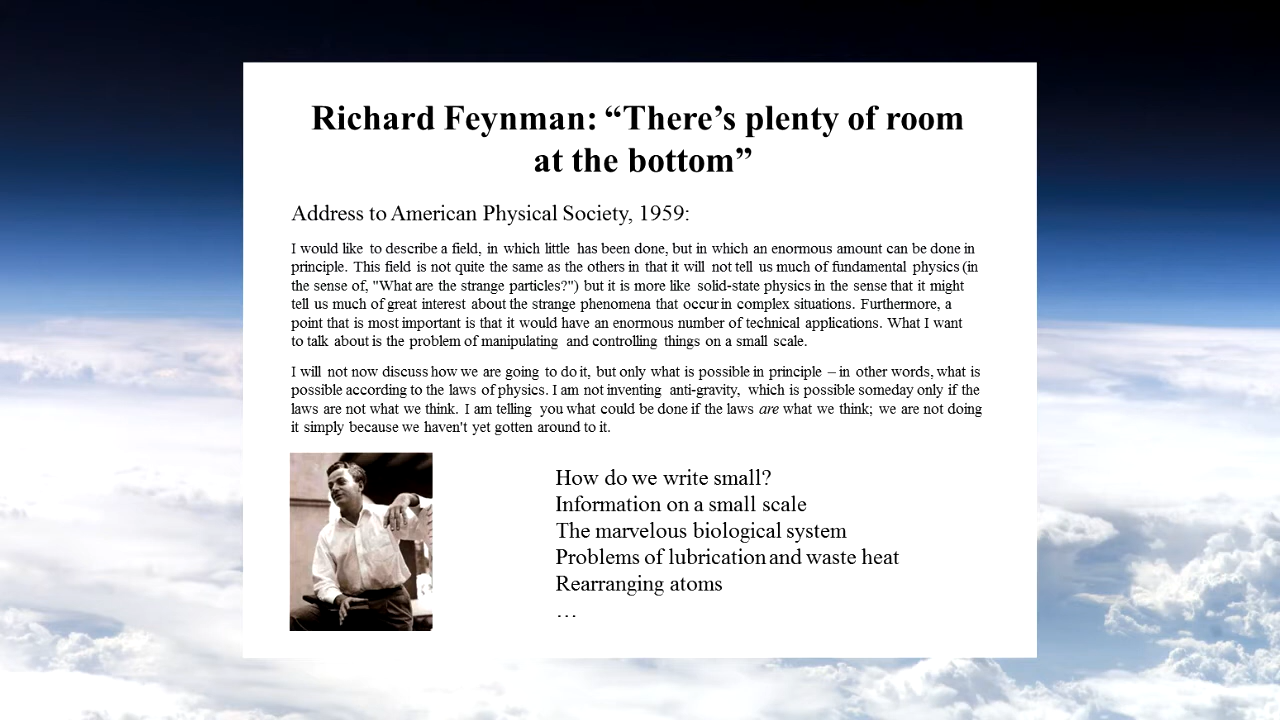 Richard Feynman: “There’s plenty of room
at the bottom”
Address to American Physical Society, 1959:
I would like to describe a field, in which little has been done, but in which an enormous amount can be done in
principle. This field is not quite the same as the others in that it will not tell us much of fundamental physics (in
the sense of, "What are the strange particles?") but it is more like solid-state physics in the sense that it might
tell us much of great interest about the strange phenomena that occur in complex situations. Furthermore, a
point that is most important is that it would have an enormous number of technical applications. What I want
to talk about is the problem of manipulating and controlling things on a small scale.
I will not now discuss how we are going to do it, but only what is possible in principle – in other words, what is
possible according to the laws of physics. I am not inventing anti-gravity, which is possible someday only if the
laws are not what we think. I am telling you what could be done if the laws are what we think; we are not doing
it simply because we haven't yet gotten around to it.
How do we write small?
Information on a small scale
The marvelous biological system
Problems of lubrication and waste heat
Rearranging atoms
…